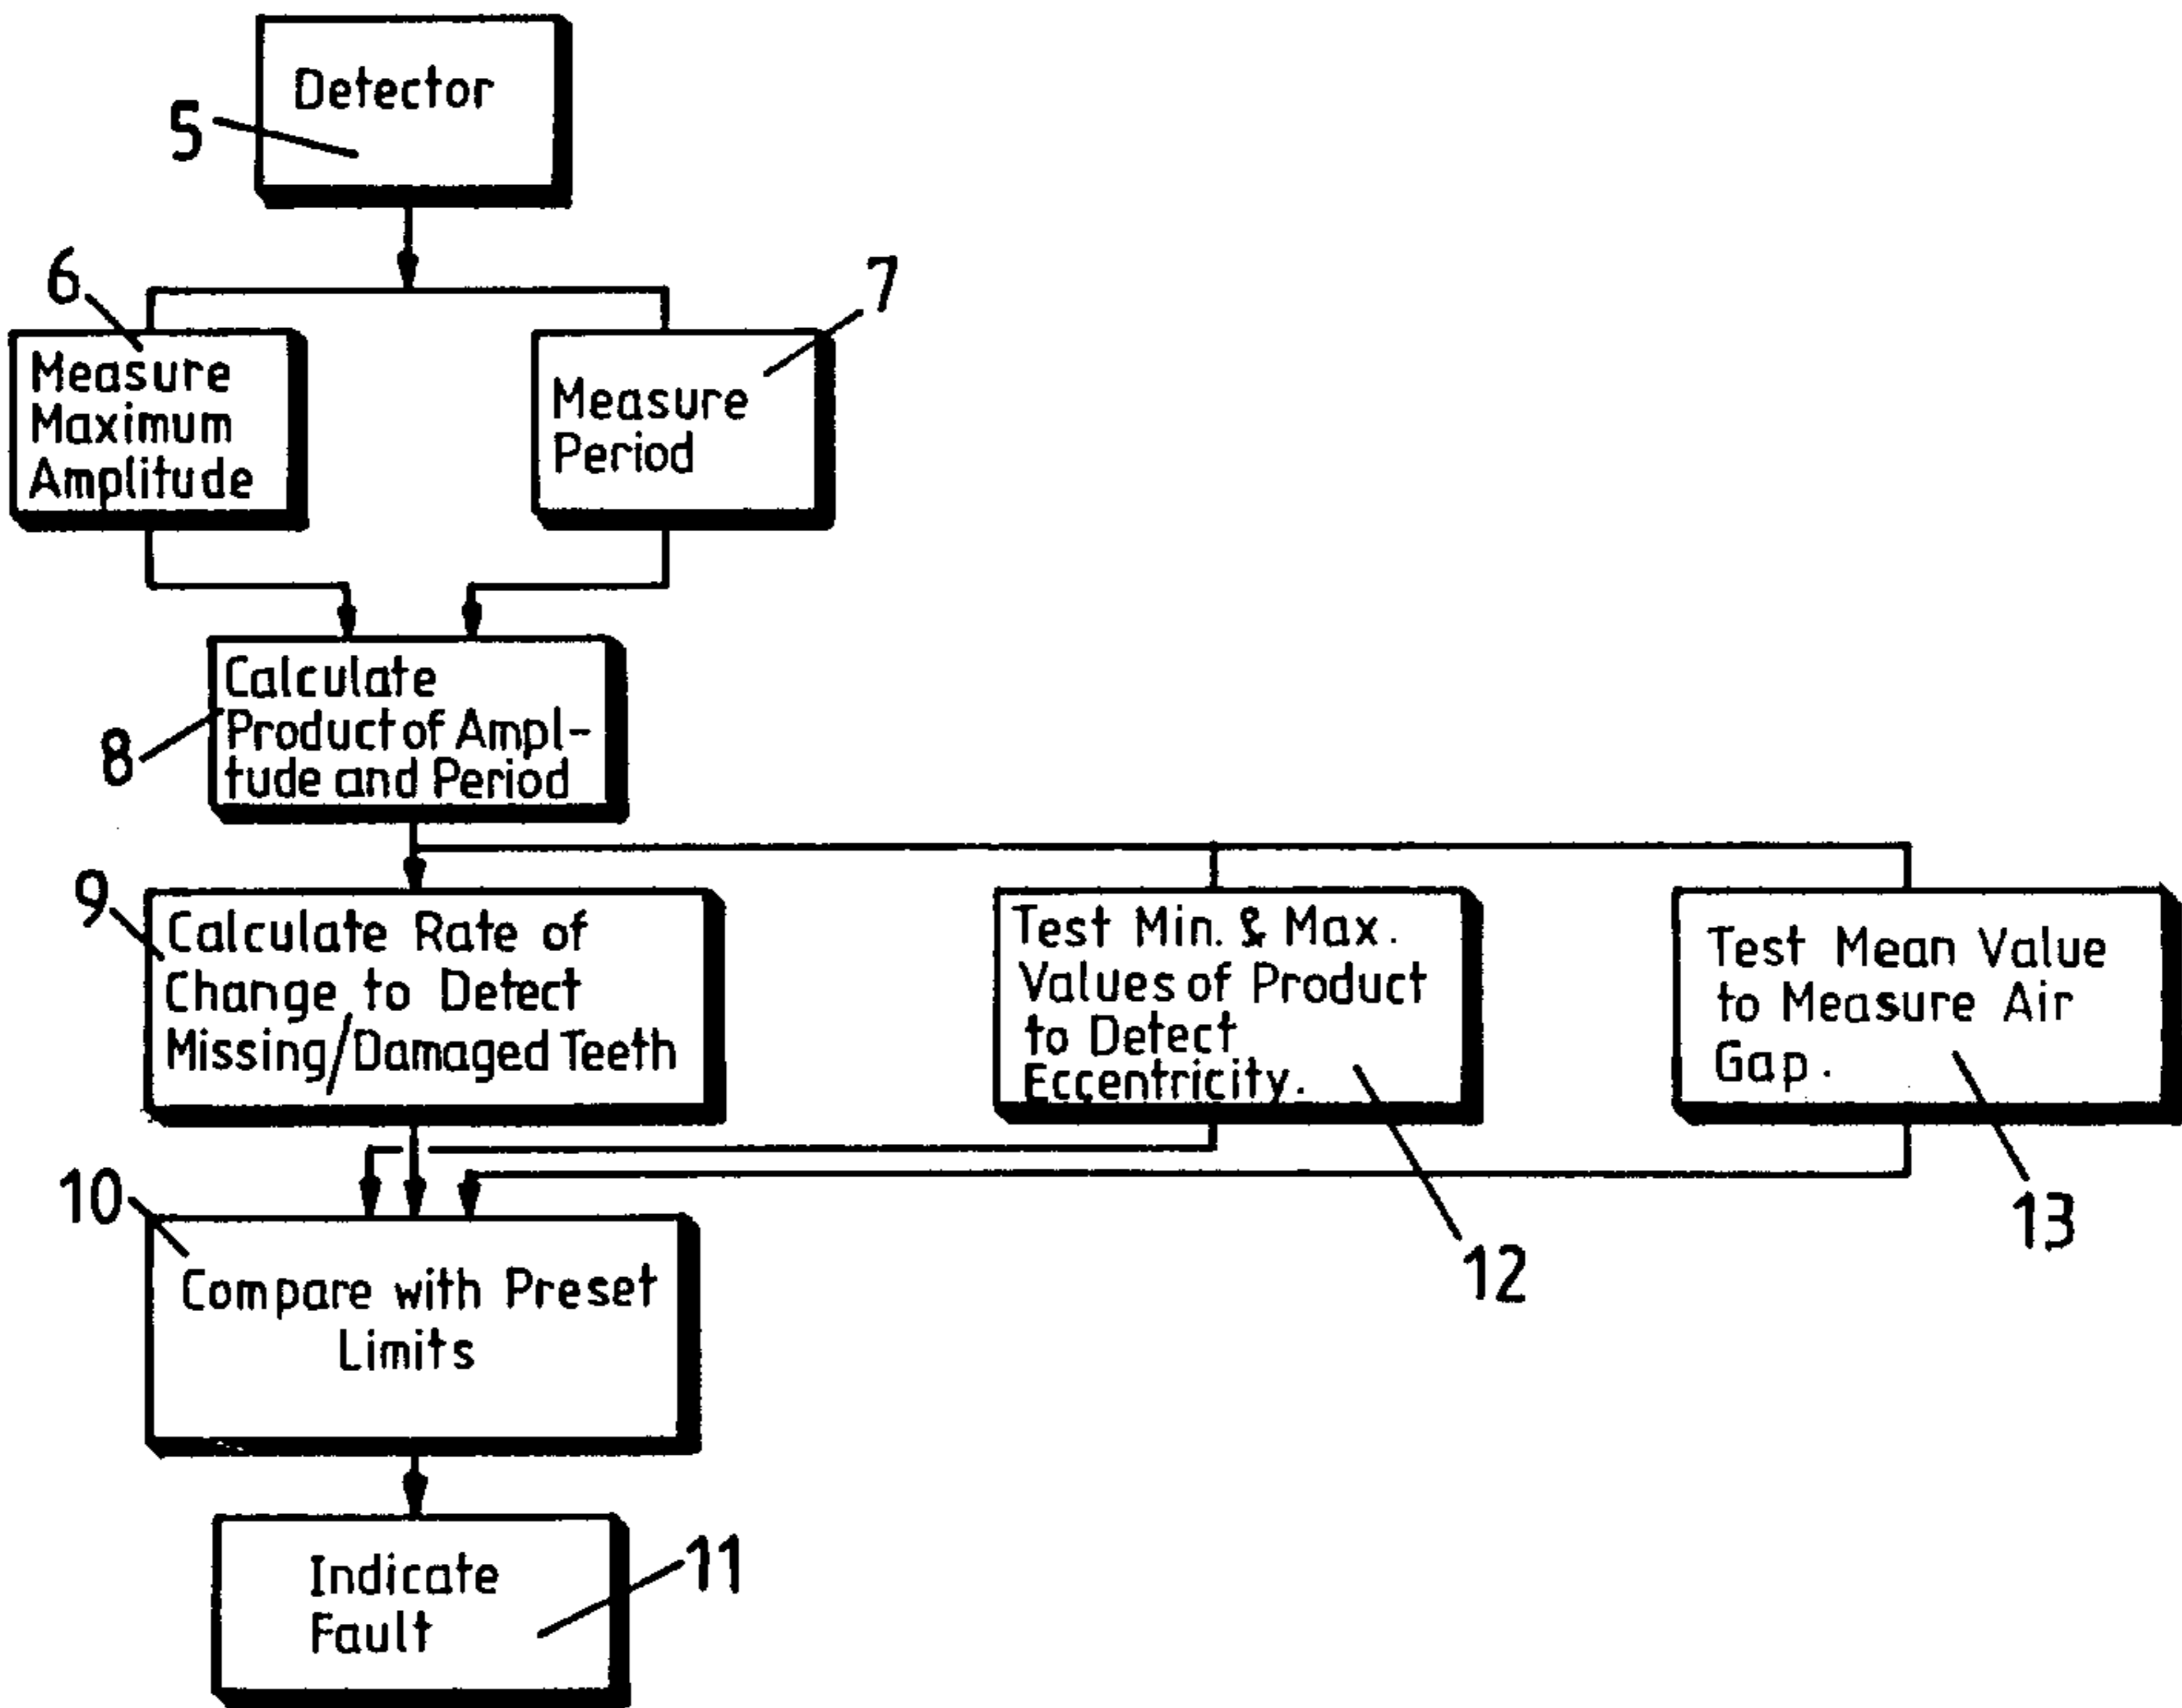 Detector
5
6
7
Measure
Maximum
Amplitude
Measure
Period
8
Calculate
Product of Ampl-
tude and Period
9
Calculate Rate of
Change to Detect
Missing/Damaged Teeth
Test Min. & Max.
Values of Product
to Detect
Eccentricity.
Test Mean Value
to Measure Air
Gap.
10
12
13
Compare with Preset
Limits
Indicate
Fault
11